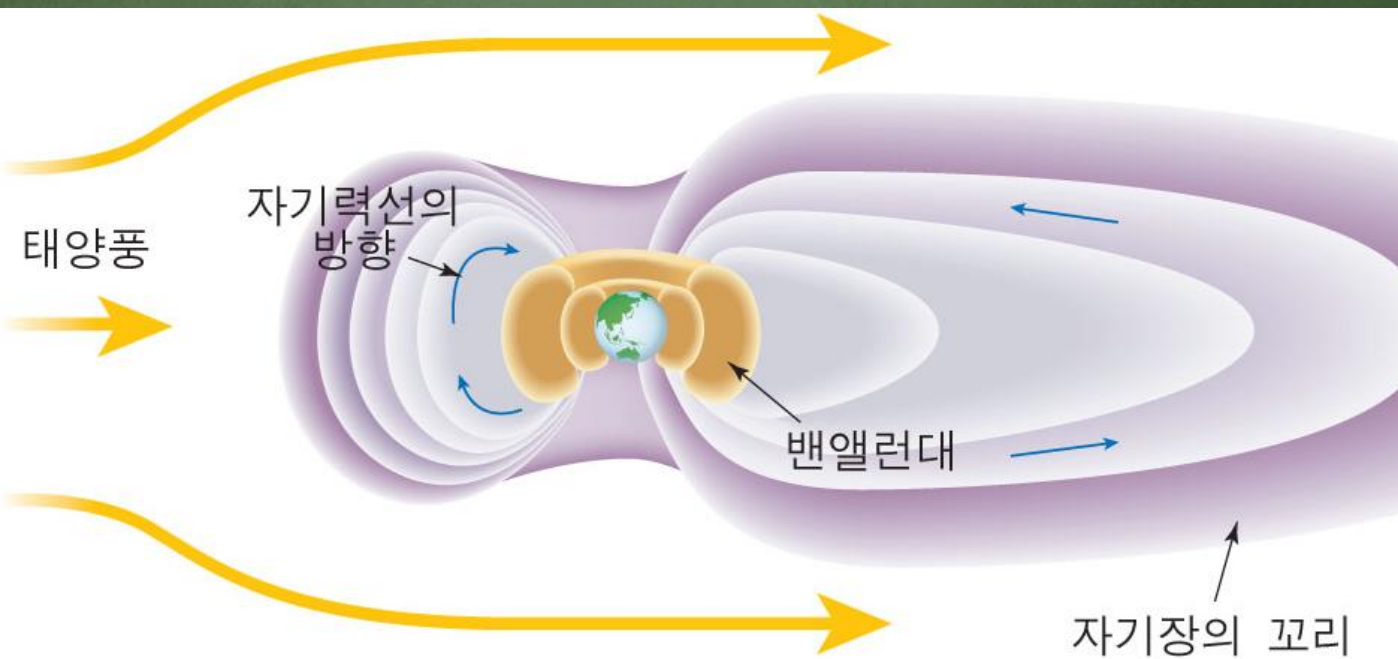 자기력선의
방향
태양풍
밴앨런대
자기장의 꼬리